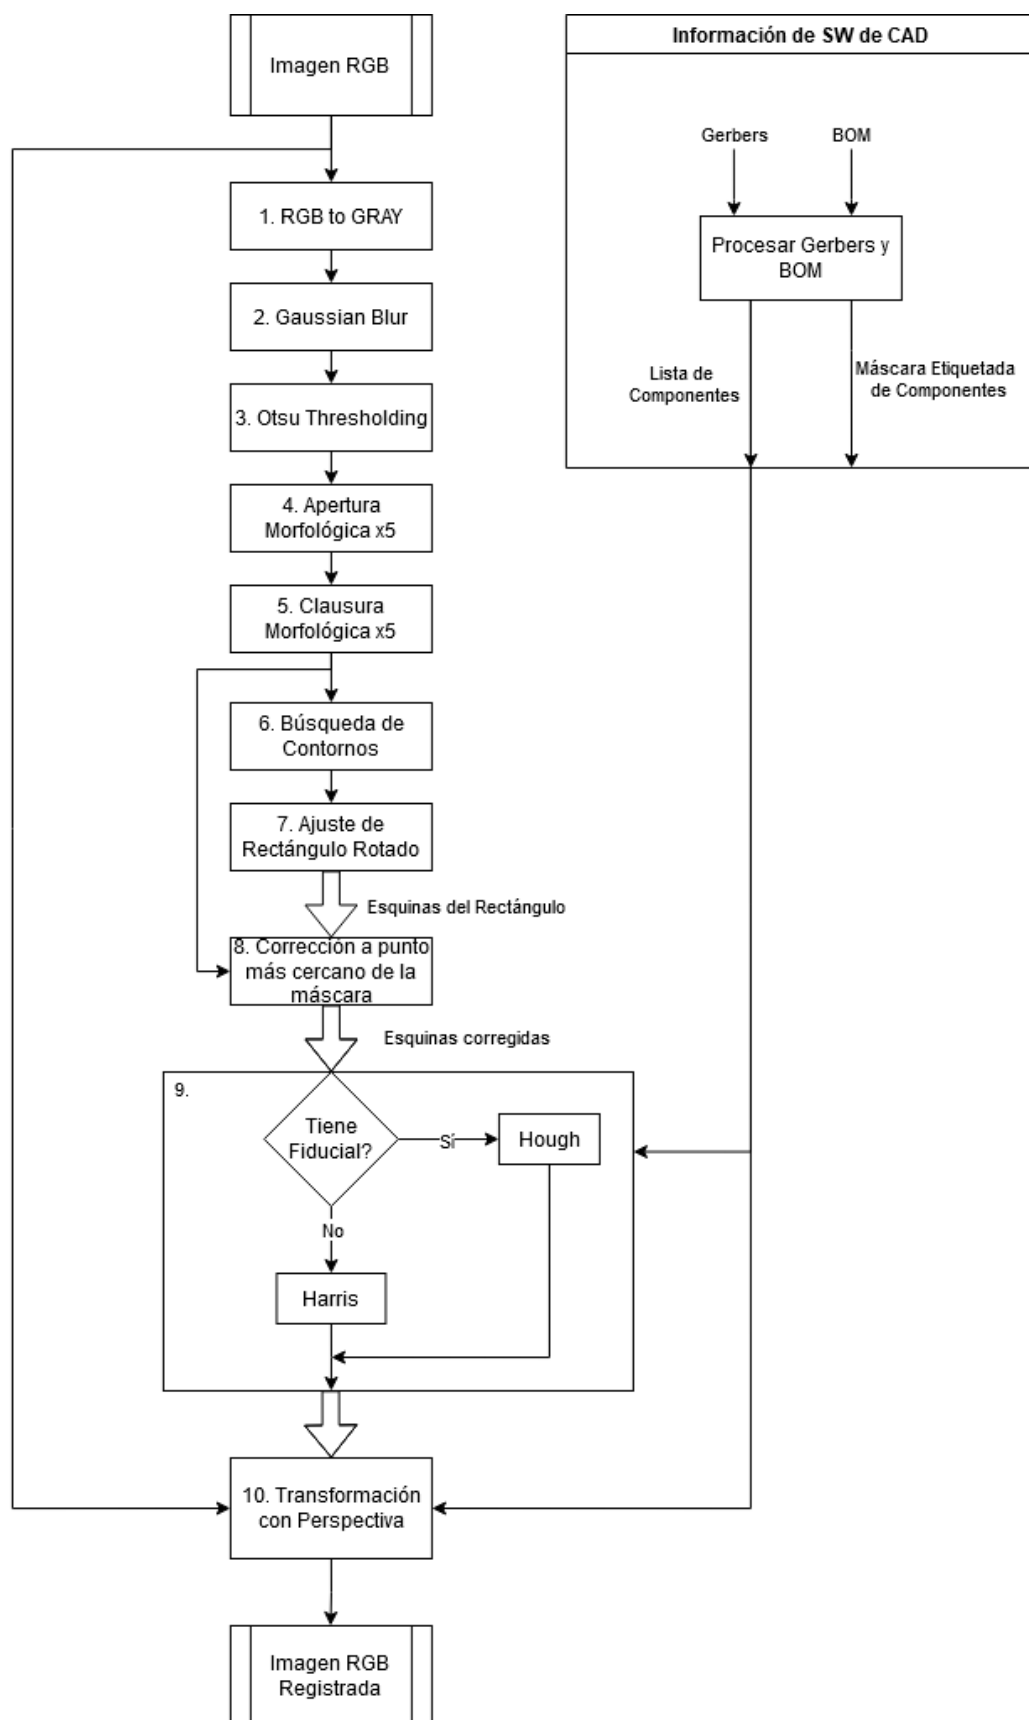 Imagen RGB
1. RGB to GRAY
2. Gaussian Blur
3. Otsu Thresholding
4. Apertura
Morfológica x5
5. Clausura
Morfológica x5
6. Búsqueda de
Contornos
7. Ajuste de
Rectángulo Rotado
Esquinas del Rectángulo
8. Corrección a punto
más cercano de la
máscara
Esquinas corregidas
9.
Tiene
Fiducial?
Sí
Hough
No
Harris
10. Transformación
con Perspectiva
Imagen RGB
Registrada
Información de SW de CAD
Gerbers
BOM
Procesar Gerbers y
BOM
Lista de
Componentes
Máscara Etiquetada
de Componentes